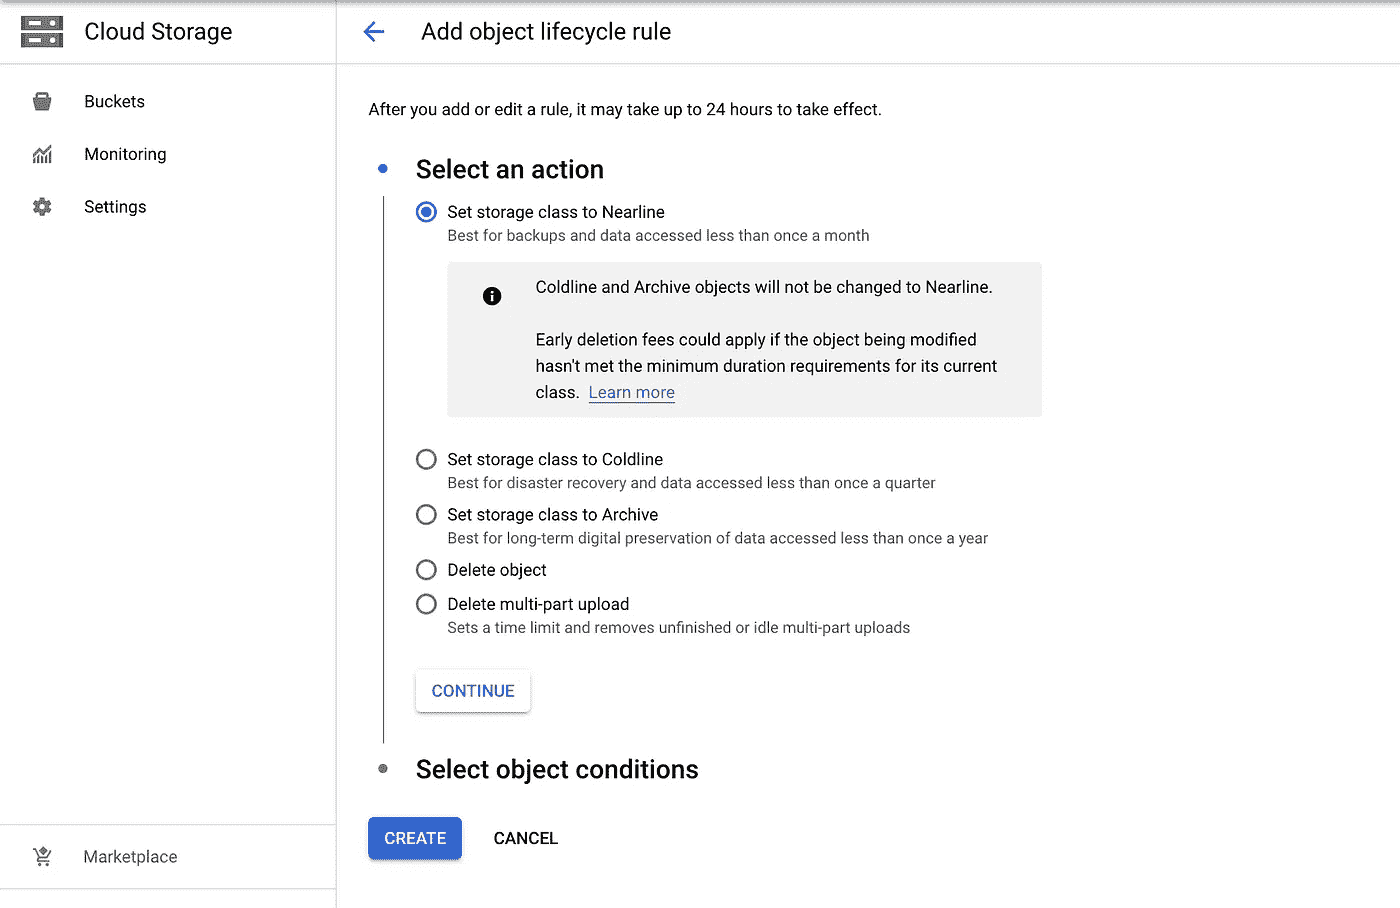 Cloud Storage
Add object lifecycle rule
Buckets
Monitoring
Settings
After you add or edit a rule, it may take up to 24 hours to take effect.
Select an action
Set storage class to Nearline
Best for backups and data accessed less than once a month
Coldline and Archive objects will not be changed to Nearline.
Early deletion fees could apply if the object being modified
hasn't met the minimum duration requirements for its current
class. Learn more
Set storage class to Coldline
Best for disaster recovery and data accessed less than once a quarter
Set storage class to Archive
Best for long-term digital preservation of data accessed less than once a year
Delete object
Delete multi-part upload
Sets a time limit and removes unfinished or idle multi-part uploads
CONTINUE
Select object conditions
CREATE CANCEL
Marketplace